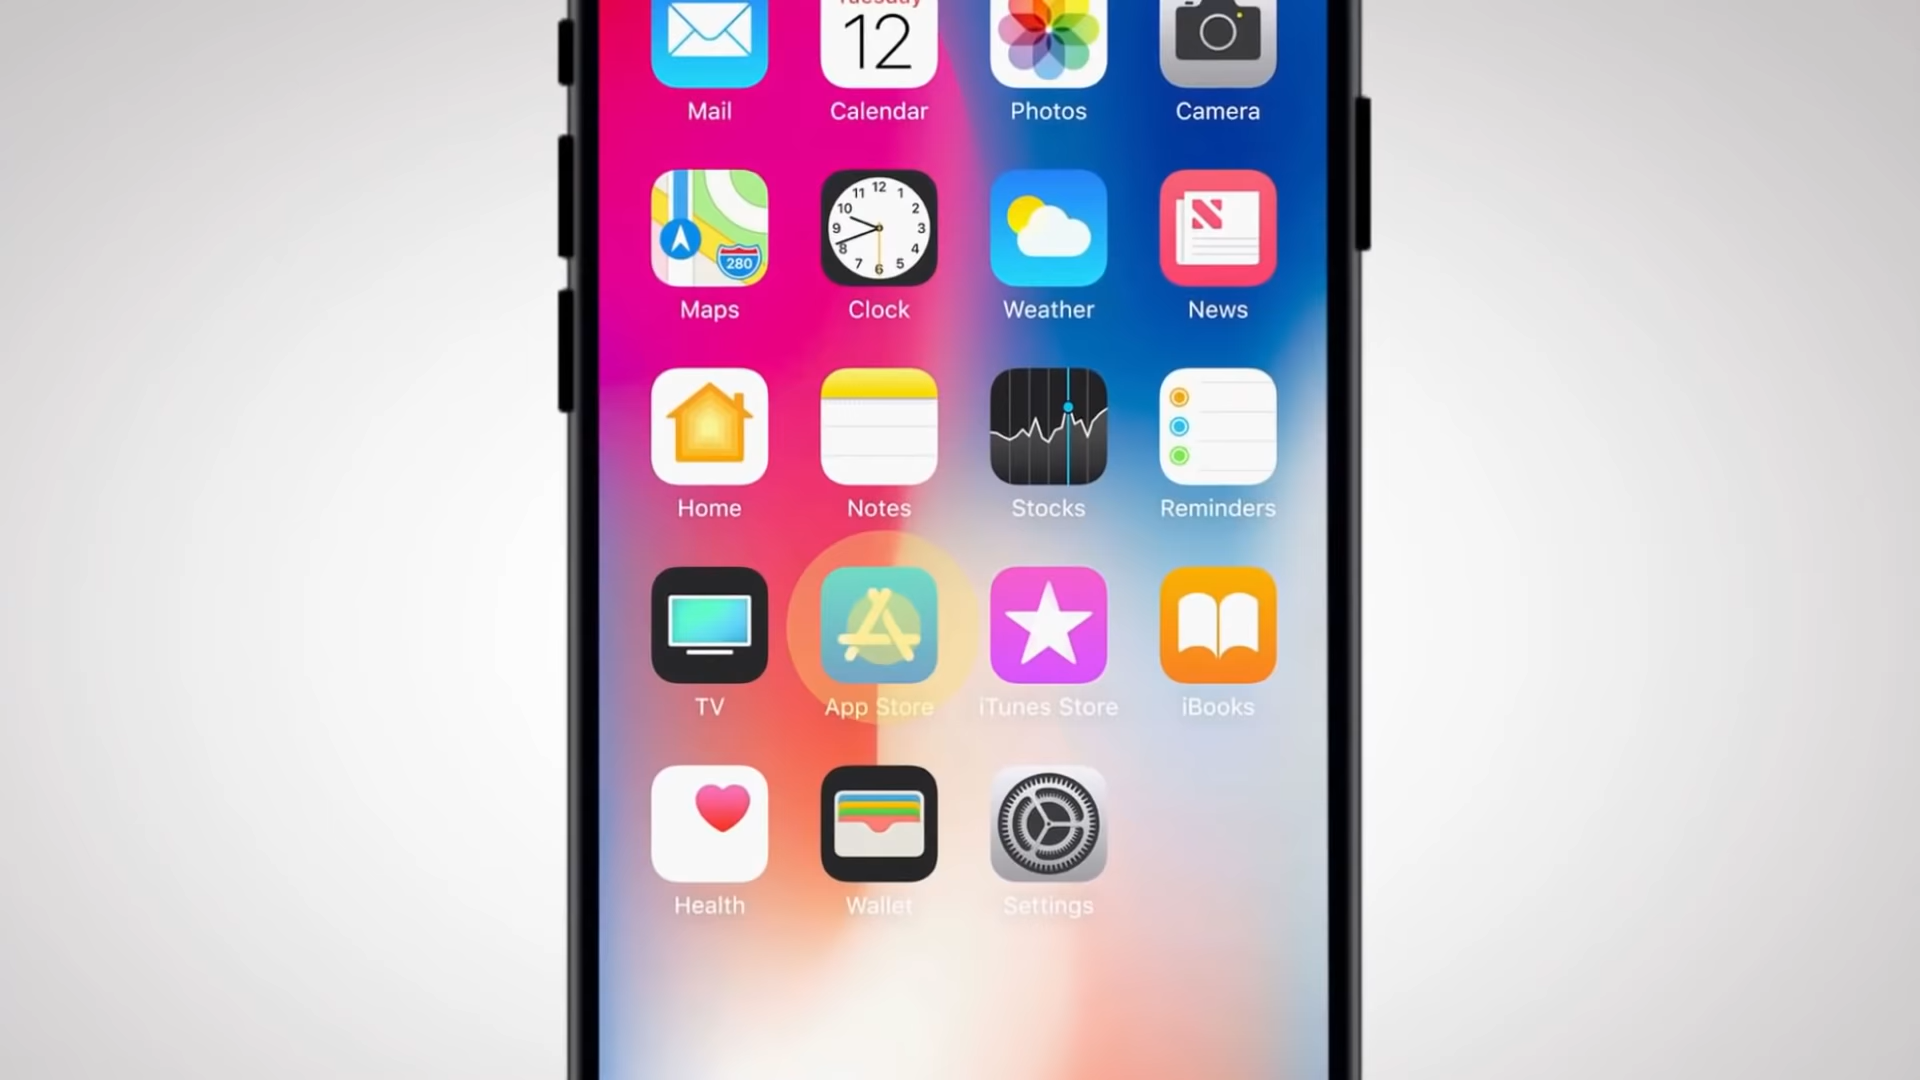 Tuesday
12
Mail
Calendar
Photos
Camera
11 12 1
10 2
9 3
8 4
7 6 5
280
Maps
Clock
Weather
News
Home
Notes
Stocks
Reminders
TV
App Store
iTunes Store
iBooks
Health
Wallet
Settings